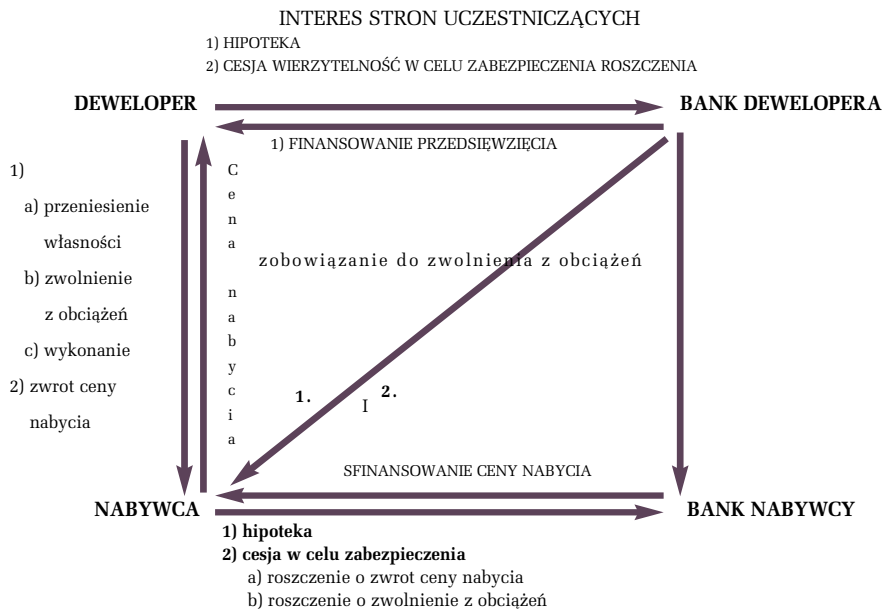 INTERES STRON UCZESTNICZĄCYCH
1) HIPOTEKA
2) CESJA WIERZYTELNOŚĆ W CELU ZABEZPIECZENIA ROSZCZENIA
DEWELOPER
BANK DEWELOPERA
1) FINANSOWANIE PRZEDSIĘWZIĘCIA
1)
a) przeniesienie
własności
b) zwolnienie
z obciążeń
c) wykonanie
2) zwrot ceny
nabycia
Cena nabycia
zobowiązanie do zwolnienia z obciążeń
1.
I
2.
SFINANSOWANIE CENY NABYCIA
NABYWCA
BANK NABYWCY
1) hipoteka
2) cesja w celu zabezpieczenia
a) roszczenie o zwrot ceny nabycia
b) roszczenie o zwolnienie z obciążeń